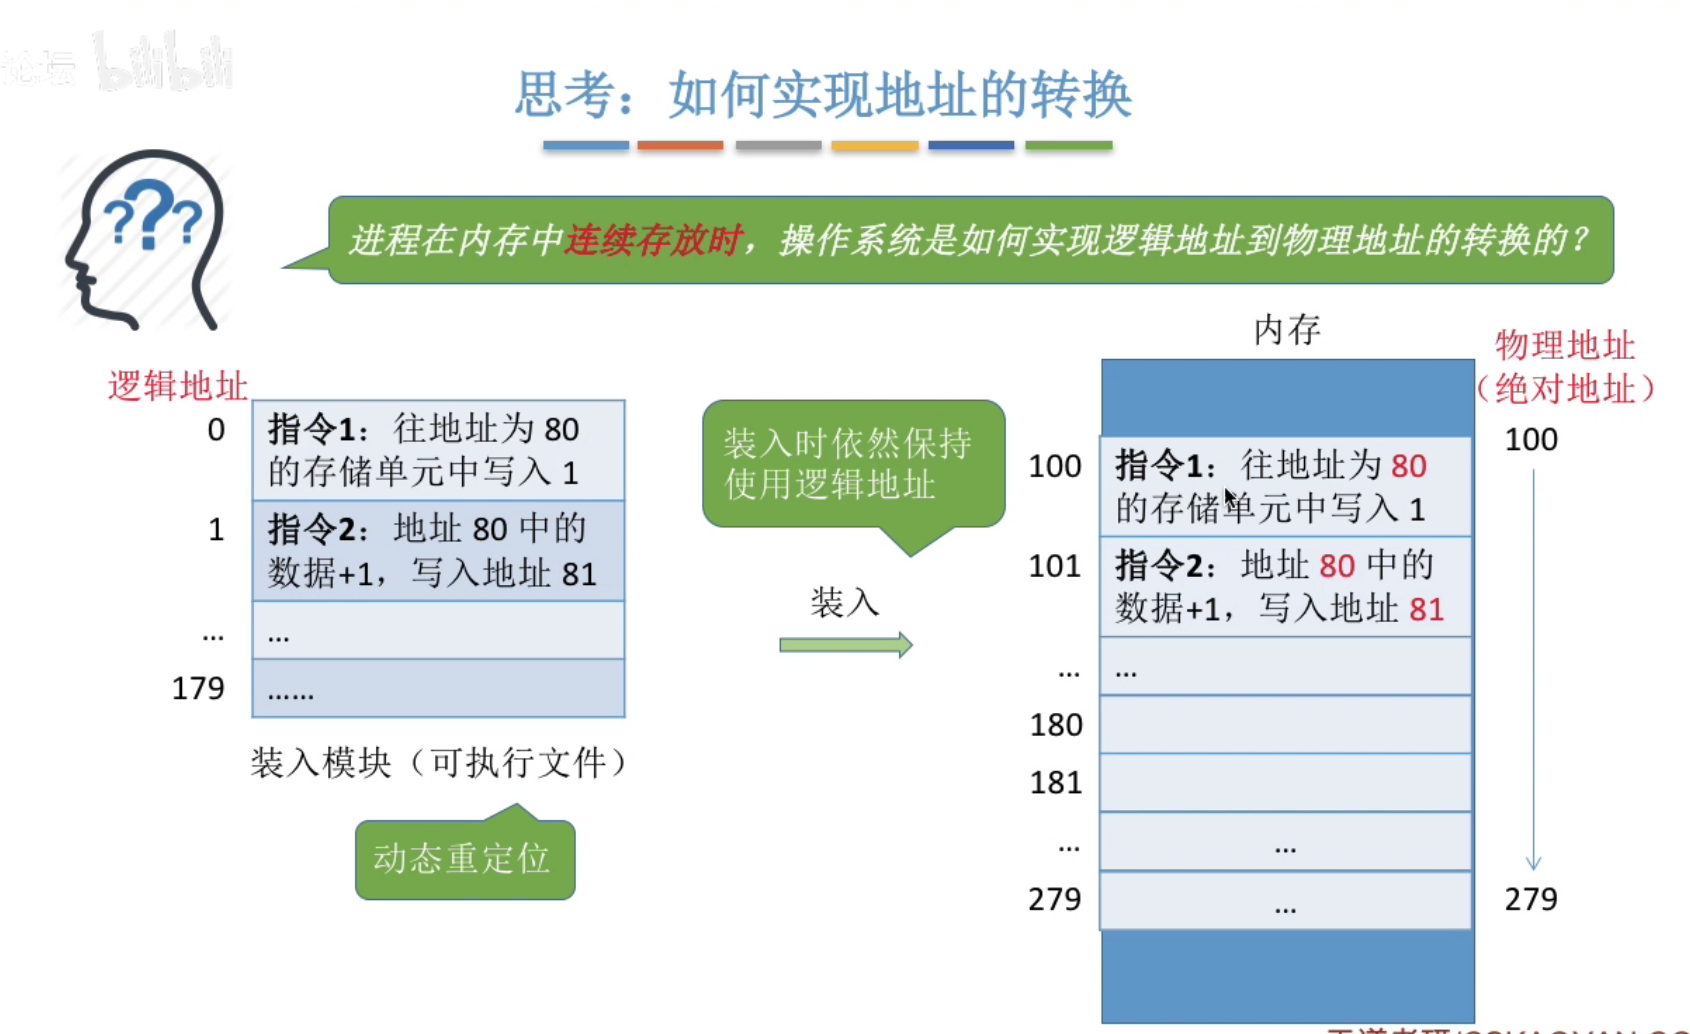 论坛 bilibili
思考：如何实现地址的转换
???
进程在内存中连续存放时，操作系统是如何实现逻辑地址到物理地址的转换的？
逻辑地址
0
指令1：往地址为 80
的存储单元中写入 1
1
指令2：地址 80 中的
数据+1，写入地址 81
...
...
179
......
装入模块（可执行文件）
动态重定位
装入时依然保持
使用逻辑地址
装入
内存
物理地址
（绝对地址）
100
指令1：往地址为 80
的存储单元中写入 1
101
指令2：地址 80 中的
数据+1，写入地址 81
...
...
180
181
...
...
279
...
100
279